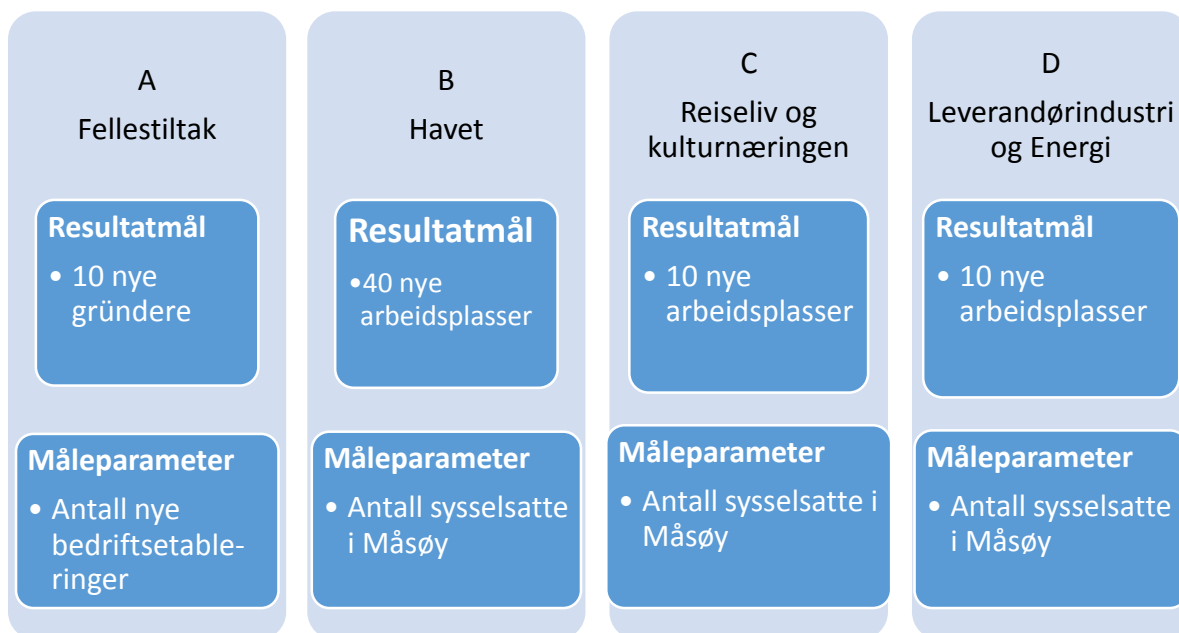 A
Fellestiltak
Resultatmål
• 10 nye
gründere
Måleparameter
• Antall nye
bedriftsetable-
ringer
B
Havet
Resultatmål
•40 nye
arbeidsplasser
Måleparameter
• Antall sysselsatte
i Måsøy
C
Reiseliv og
kulturnæringen
Resultatmål
• 10 nye
arbeidsplasser
Måleparameter
• Antall sysselsatte i
Måsøy
D
Leverandørindustri
og Energi
Resultatmål
• 10 nye
arbeidsplasser
Måleparameter
• Antall sysselsatte
i Måsøy